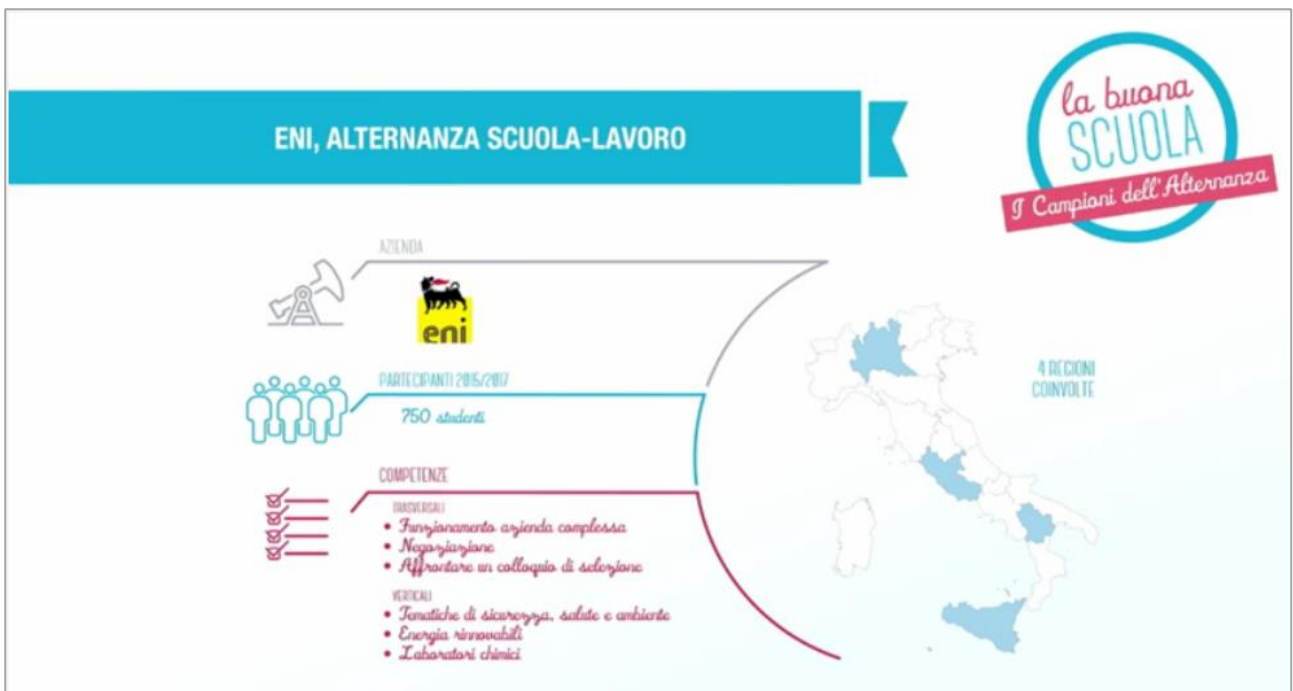 la buona
SCUOLA
I Campioni dell'Alternanza
ENI, ALTERNANZA SCUOLA-LAVORO
AZIENDA
eni
PARTECIPANTI 2016/2017
750 studenti
COMPETENZE
TRASVERSALI
• Funzionamento azienda complessa
• Negoziazione
• Affrontare un colloquio di selezione
VERTICALI
• Tematiche di sicurezza, salute e ambiente
• Energia rinnovabili
• Laboratori chimici
4 REGIONI
COINVOLTE